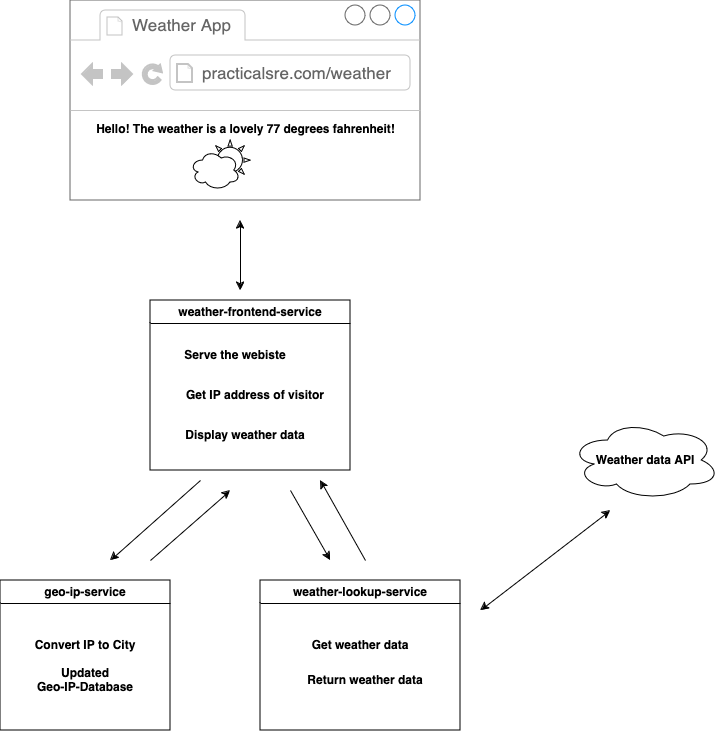 Weather App
practicalsre.com/weather
Hello! The weather is a lovely 77 degrees fahrenheit!
weather-frontend-service
Serve the webiste
Get IP address of visitor
Display weather data
Weather data API
geo-ip-service
Convert IP to City
Updated
Geo-IP-Database
weather-lookup-service
Get weather data
Return weather data